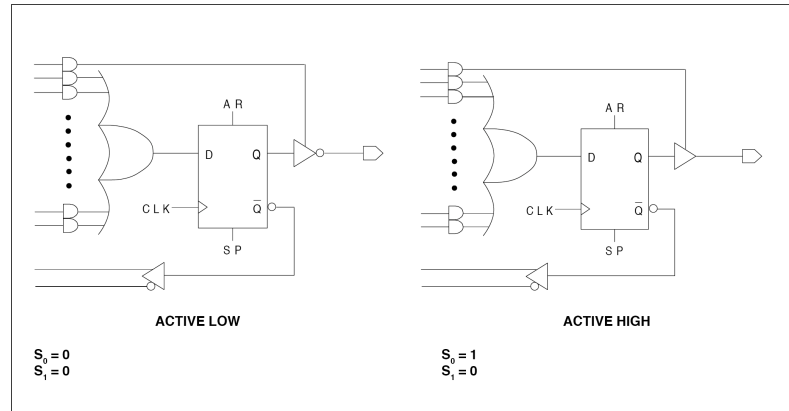 A R
D Q
CLK
Q̅
S P
ACTIVE LOW
S₀ = 0
S₁ = 0
A R
D Q
CLK
Q̅
S P
ACTIVE HIGH
S₀ = 1
S₁ = 0